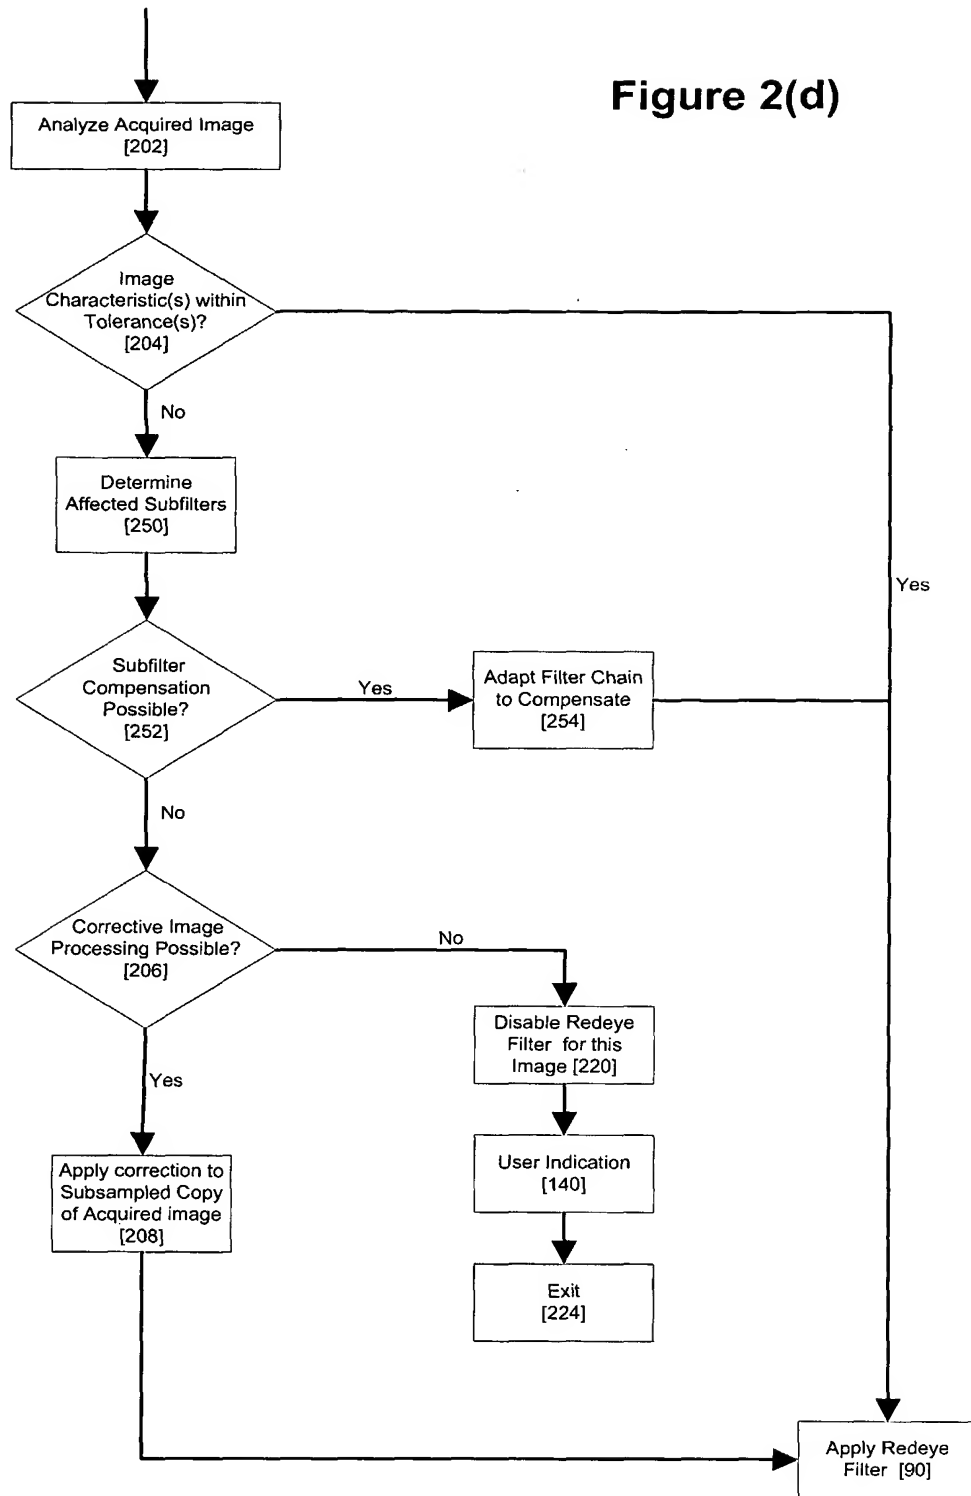 Figure 2(d)
Analyze Acquired Image
[202]
Image
Characteristic(s) within
Tolerance(s)?
[204]
No
Determine
Affected Subfilters
[250]
Yes
Subfilter
Compensation
Possible?
[252]
Yes
Adapt Filter Chain
to Compensate
[254]
No
Corrective Image
Processing Possible?
[206]
No
Disable Redeye
Filter for this
Image [220]
Yes
User Indication
[140]
Apply correction to
Subsampled Copy
of Acquired image
[208]
Exit
[224]
Apply Redeye
Filter [90]